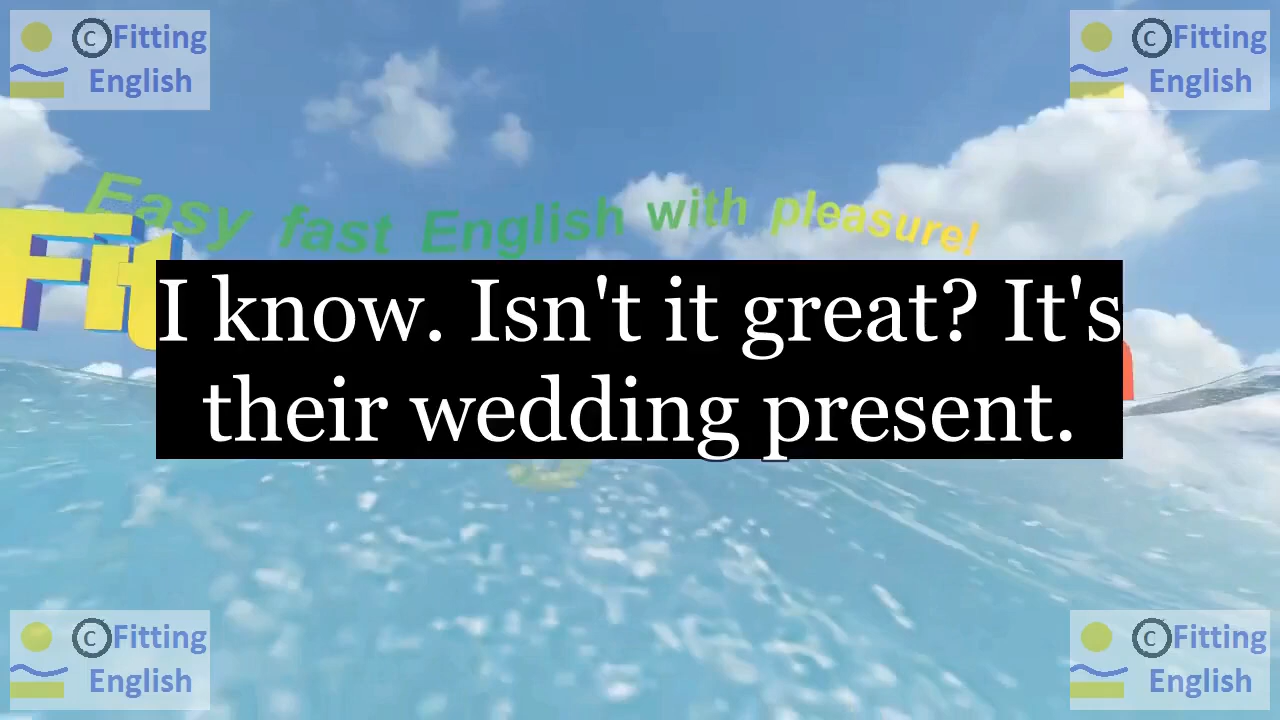 ©Fitting
English
©Fitting
English
Easy fast English with pleasure!
Fit
I know. Isn't it great? It's
their wedding present.
©Fitting
English
©Fitting
English